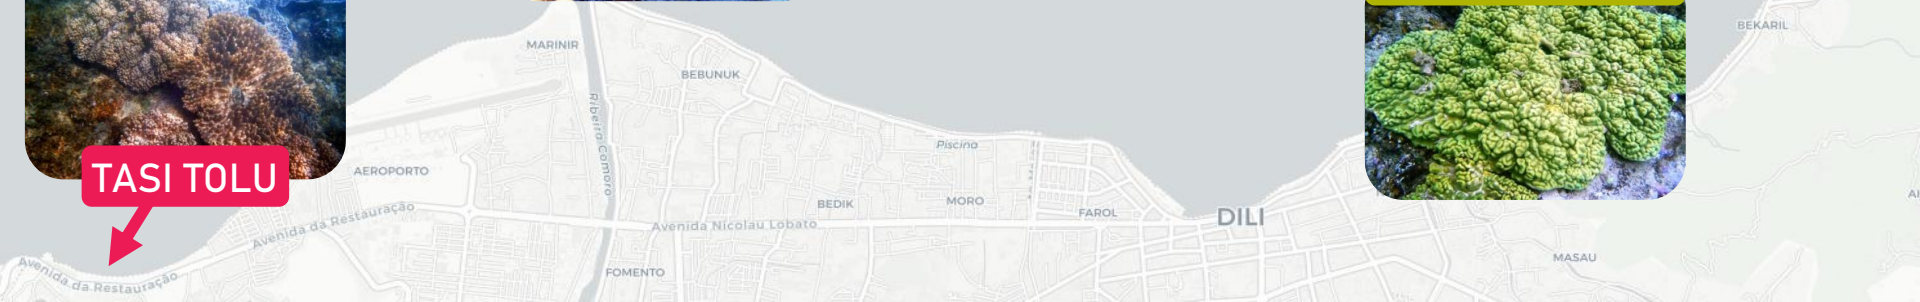 BEKARIL
MARINIR
BEBUNUK
Ribeira Comoro
Piscina
TASI TOLU
AEROPORTO
BEDIK
MORO
FAROL
DILI
Avenida da Restauração
Avenida Nicolau Lobato
MASAU
Avenida da Restauração
FOMENTO